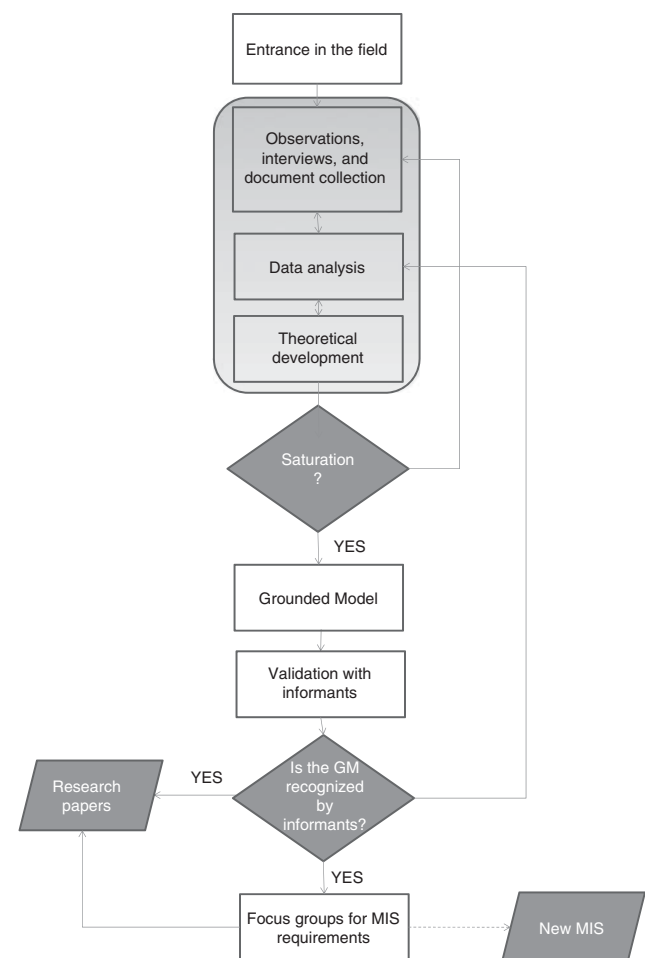 Entrance in the field
Observations,
interviews, and
document collection
Data analysis
Theoretical
development
Saturation
?
YES
Grounded Model
Validation with
informants
Is the GM
recognized
by
informants?
YES
Research
papers
YES
Focus groups for MIS
requirements
New MIS